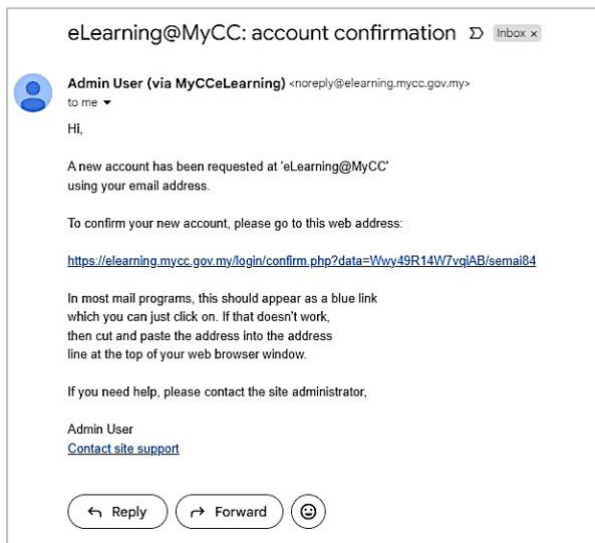 eLearning@MyCC: account confirmation Inbox x
Admin User (via MyCCeLearning) <noreply@elearning.mycc.gov.my>
to me
Hi,
A new account has been requested at 'eLearning@MyCC'
using your email address.
To confirm your new account, please go to this web address:
https://elearning.mycc.gov.my/login/confirm.php?data=Wwy49R14W7vqiAB/semai84
In most mail programs, this should appear as a blue link
which you can just click on. If that doesn't work,
then cut and paste the address into the address
line at the top of your web browser window.
If you need help, please contact the site administrator,
Admin User
Contact site support
Reply Forward